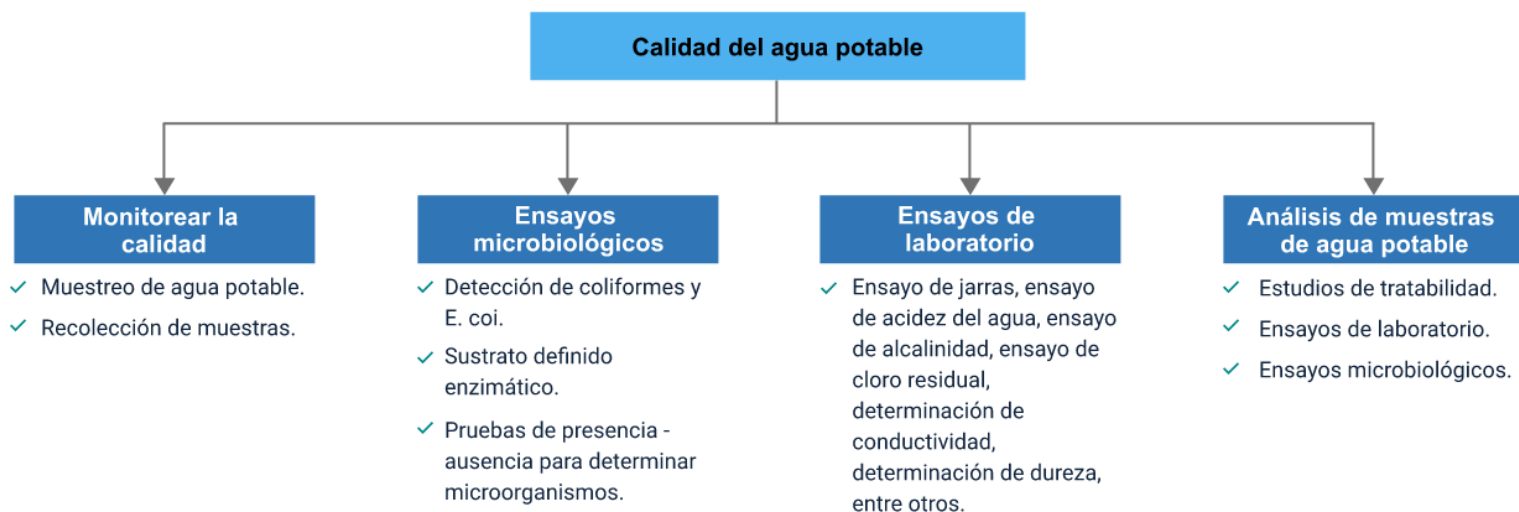 Calidad del agua potable
Monitorear la
calidad
Muestreo de agua potable.
Recolección de muestras.
Ensayos
microbiológicos
Detección de coliformes y
E. coi.
Sustrato definido
enzimático.
Pruebas de presencia -
ausencia para determinar
microorganismos.
Ensayos de
laboratorio
Ensayo de jarras, ensayo
de acidez del agua, ensayo
de alcalinidad, ensayo de
cloro residual,
determinación de
conductividad,
determinación de dureza,
entre otros.
Análisis de muestras
de agua potable
Estudios de tratabilidad.
Ensayos de laboratorio.
Ensayos microbiológicos.